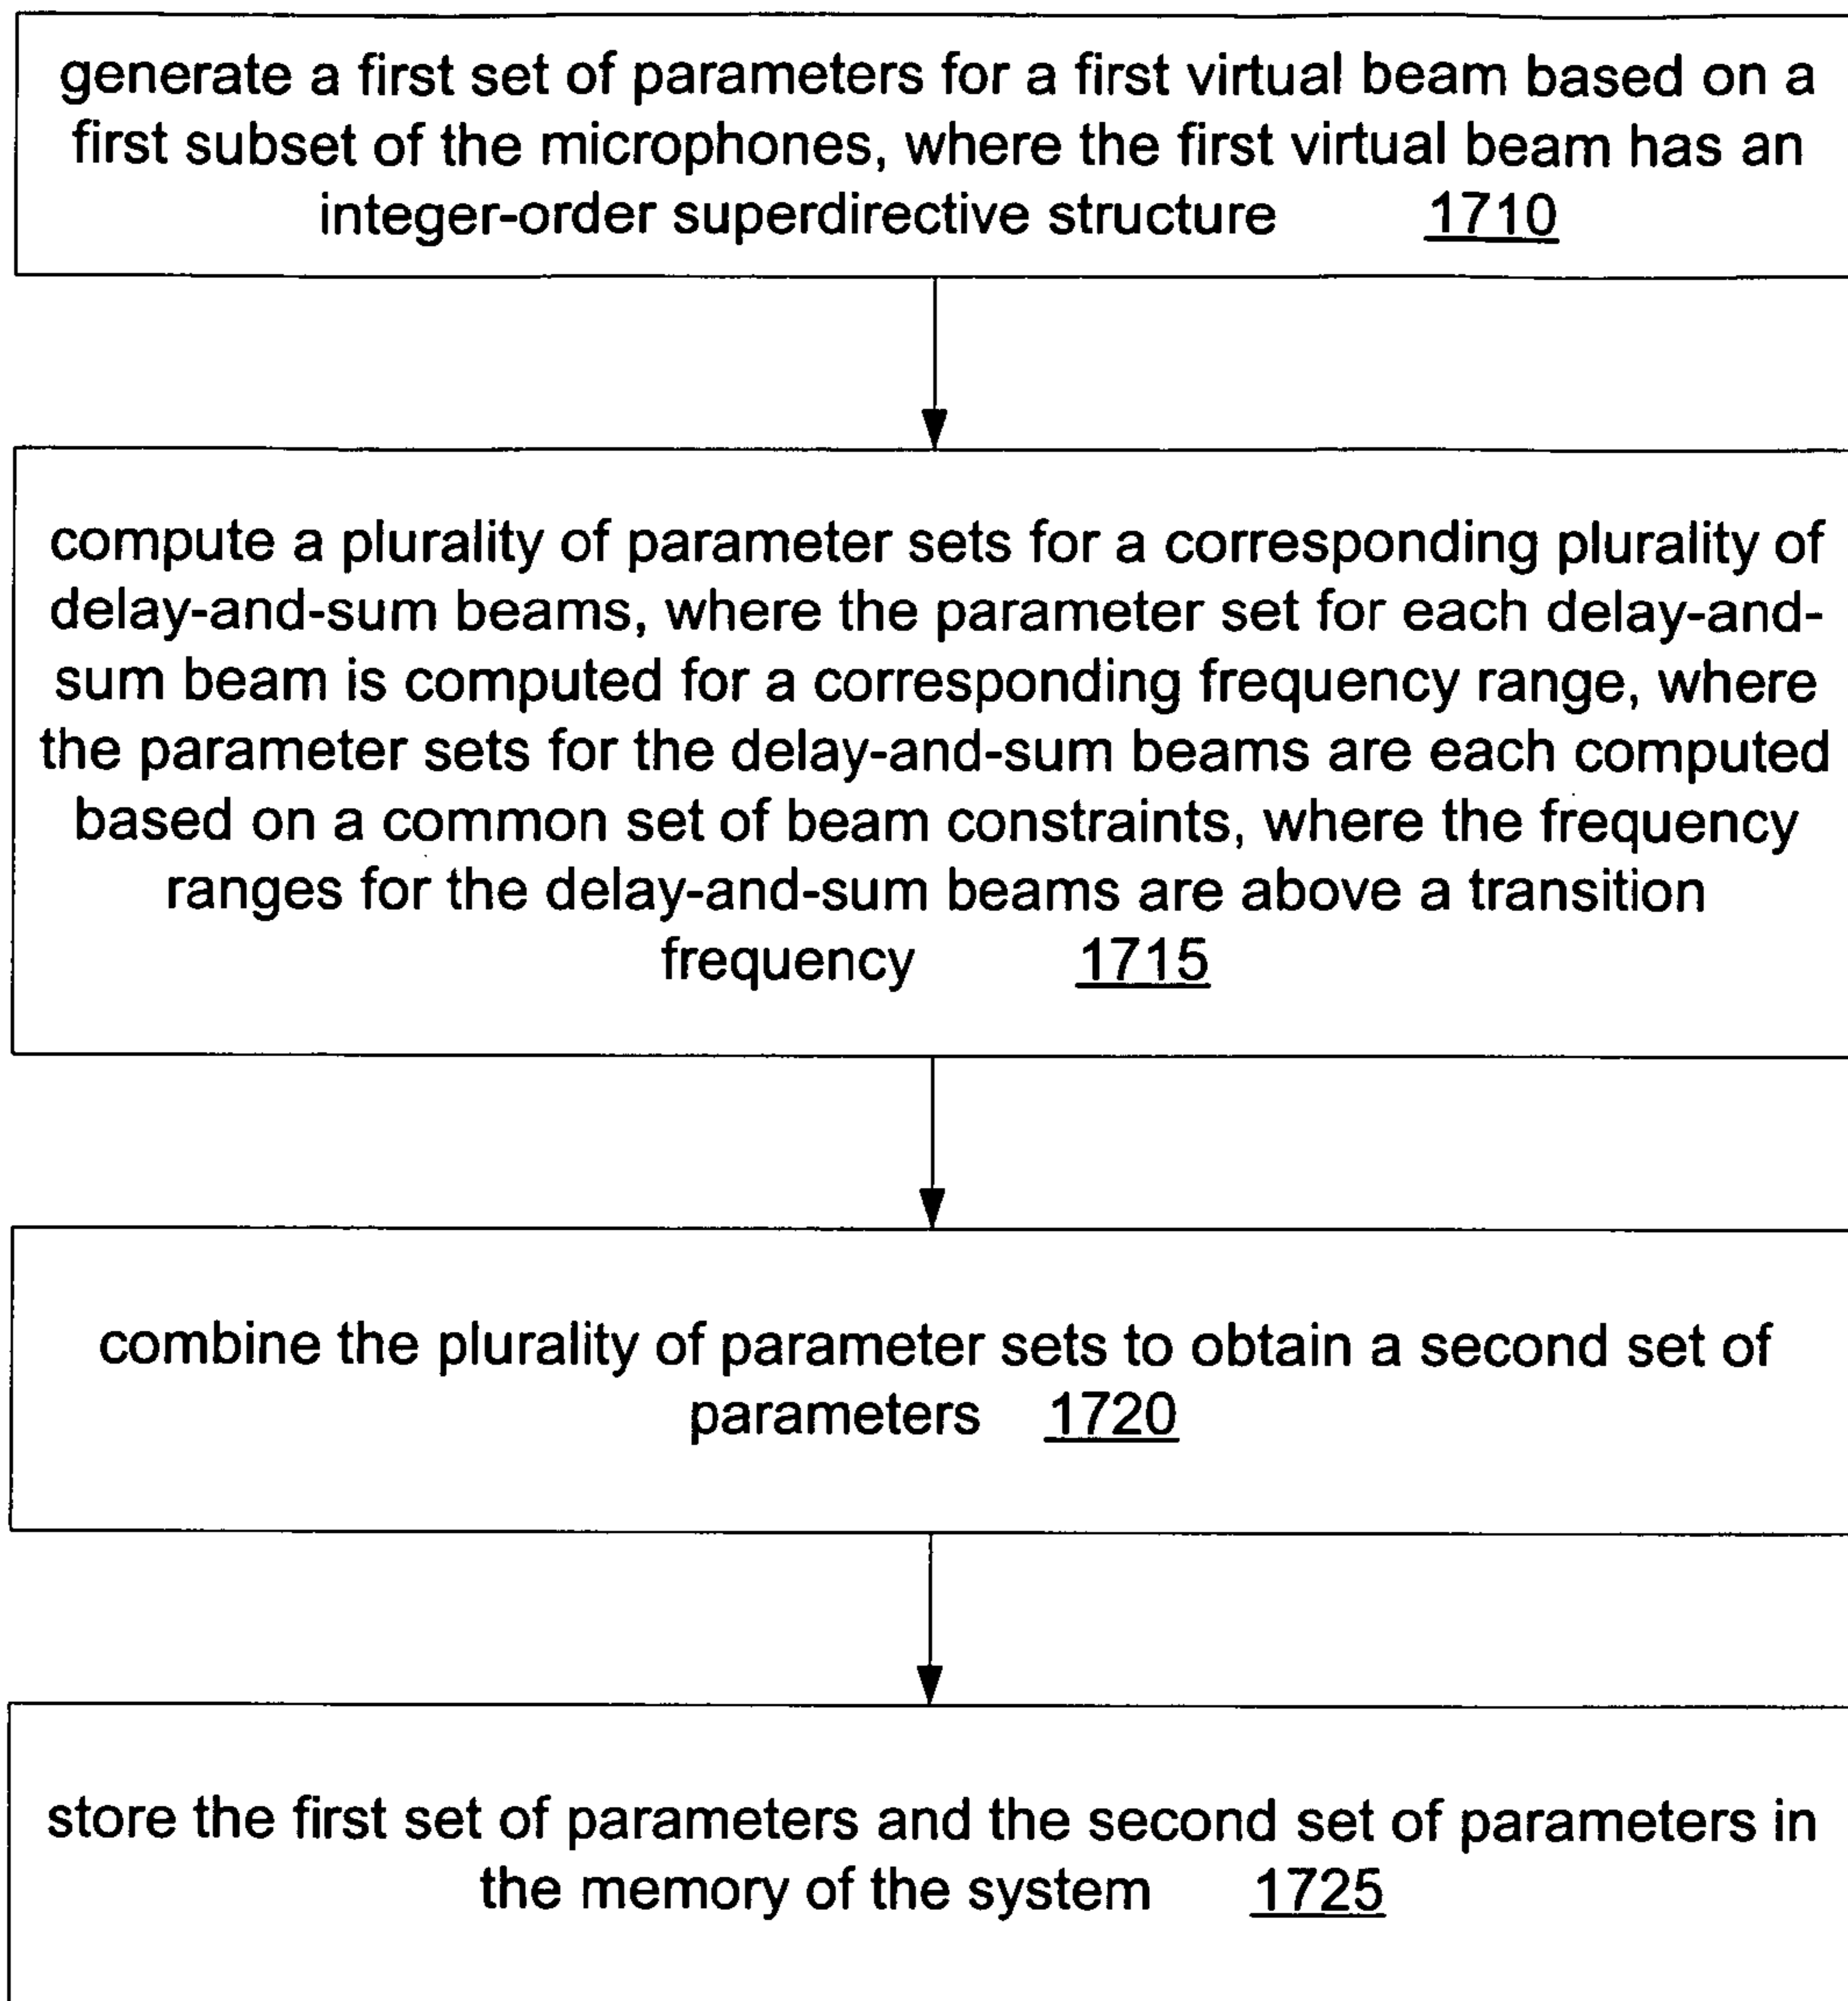 generate a first set of parameters for a first virtual beam based on a
first subset of the microphones, where the first virtual beam has an
integer-order superdirective structure 1710
compute a plurality of parameter sets for a corresponding plurality of
delay-and-sum beams, where the parameter set for each delay-and-
sum beam is computed for a corresponding frequency range, where
the parameter sets for the delay-and-sum beams are each computed
based on a common set of beam constraints, where the frequency
ranges for the delay-and-sum beams are above a transition
frequency 1715
combine the plurality of parameter sets to obtain a second set of
parameters 1720
store the first set of parameters and the second set of parameters in
the memory of the system 1725